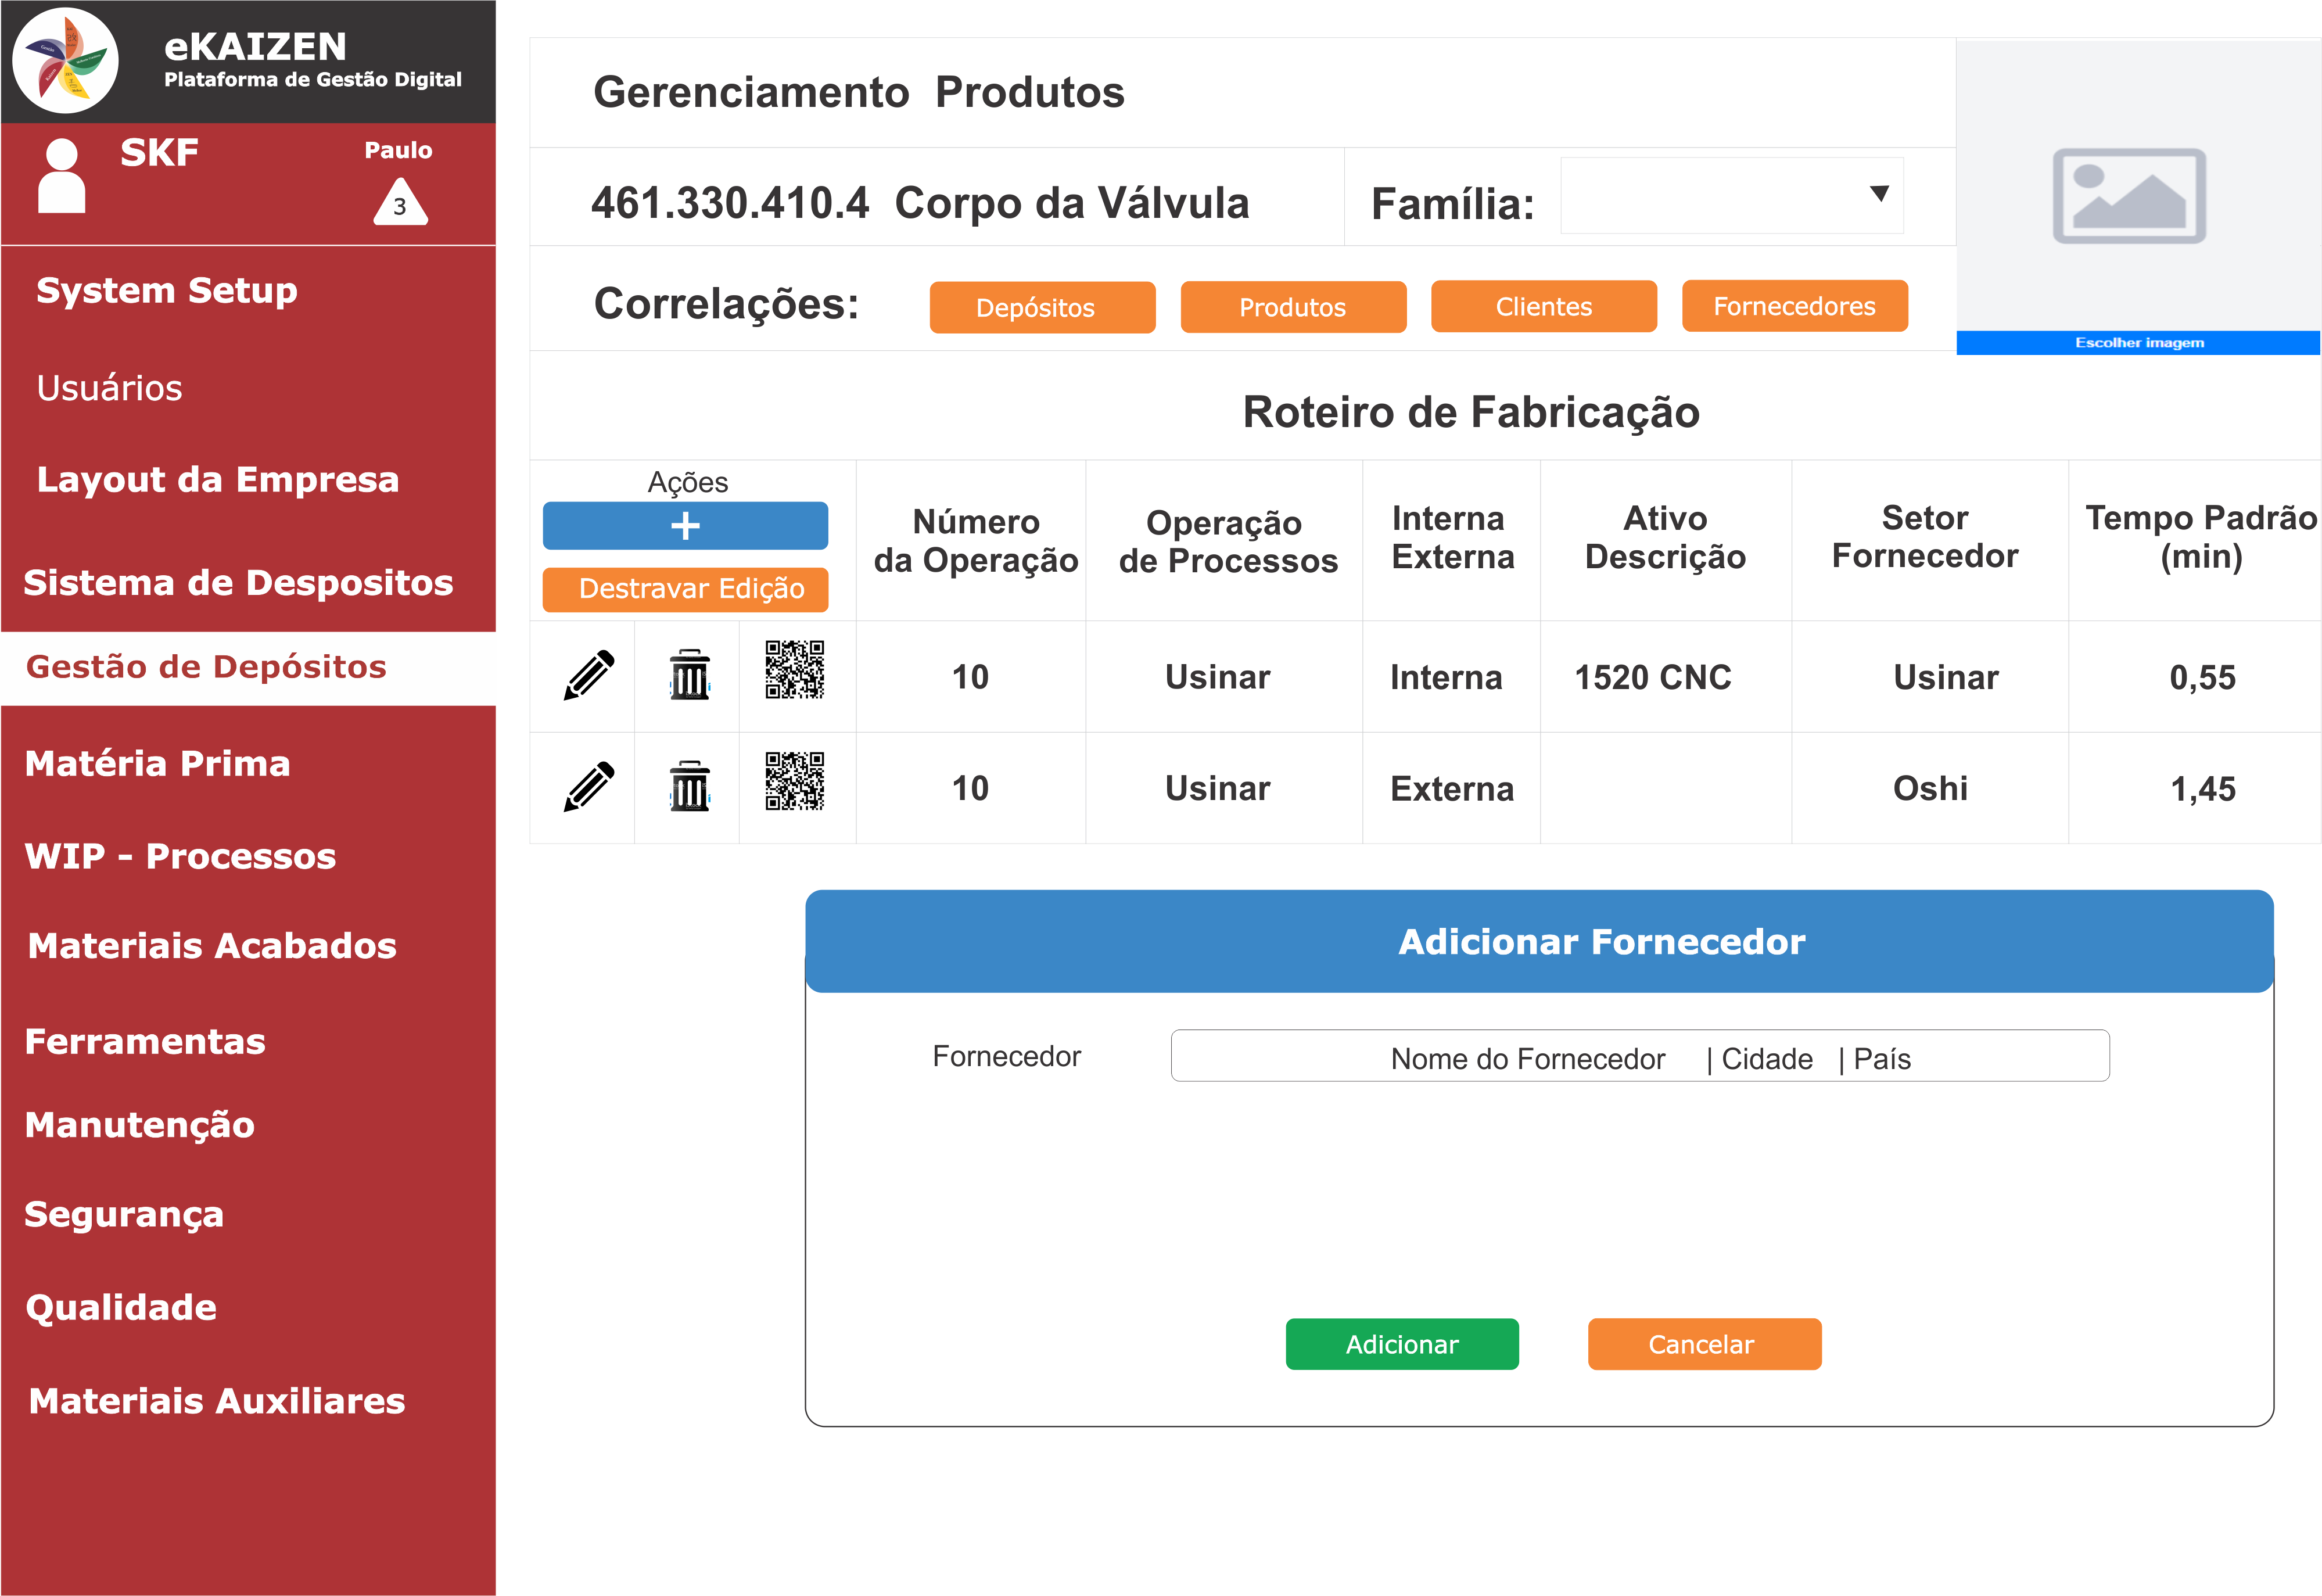 eKAIZEN
Plataforma de Gestão Digital
SKF
Paulo
3
System Setup
Usuários
Layout da Empresa
Sistema de Despositos
Gestão de Depósitos
Matéria Prima
WIP - Processos
Materiais Acabados
Ferramentas
Manutenção
Segurança
Qualidade
Materiais Auxiliares
Gerenciamento Produtos
461.330.410.4 Corpo da Válvula
Família:
Correlações:
Depósitos
Produtos
Clientes
Fornecedores
Escolher imagem
Roteiro de Fabricação
Ações
+
Destravar Edição
Número
da Operação
Operação
de Processos
Interna
Externa
Ativo
Descrição
Setor
Fornecedor
Tempo Padrão
(min)
10 Usinar Interna 1520 CNC Usinar 0,55
10 Usinar Externa Oshi 1,45
Adicionar Fornecedor
Fornecedor
Nome do Fornecedor | Cidade | País
Adicionar
Cancelar